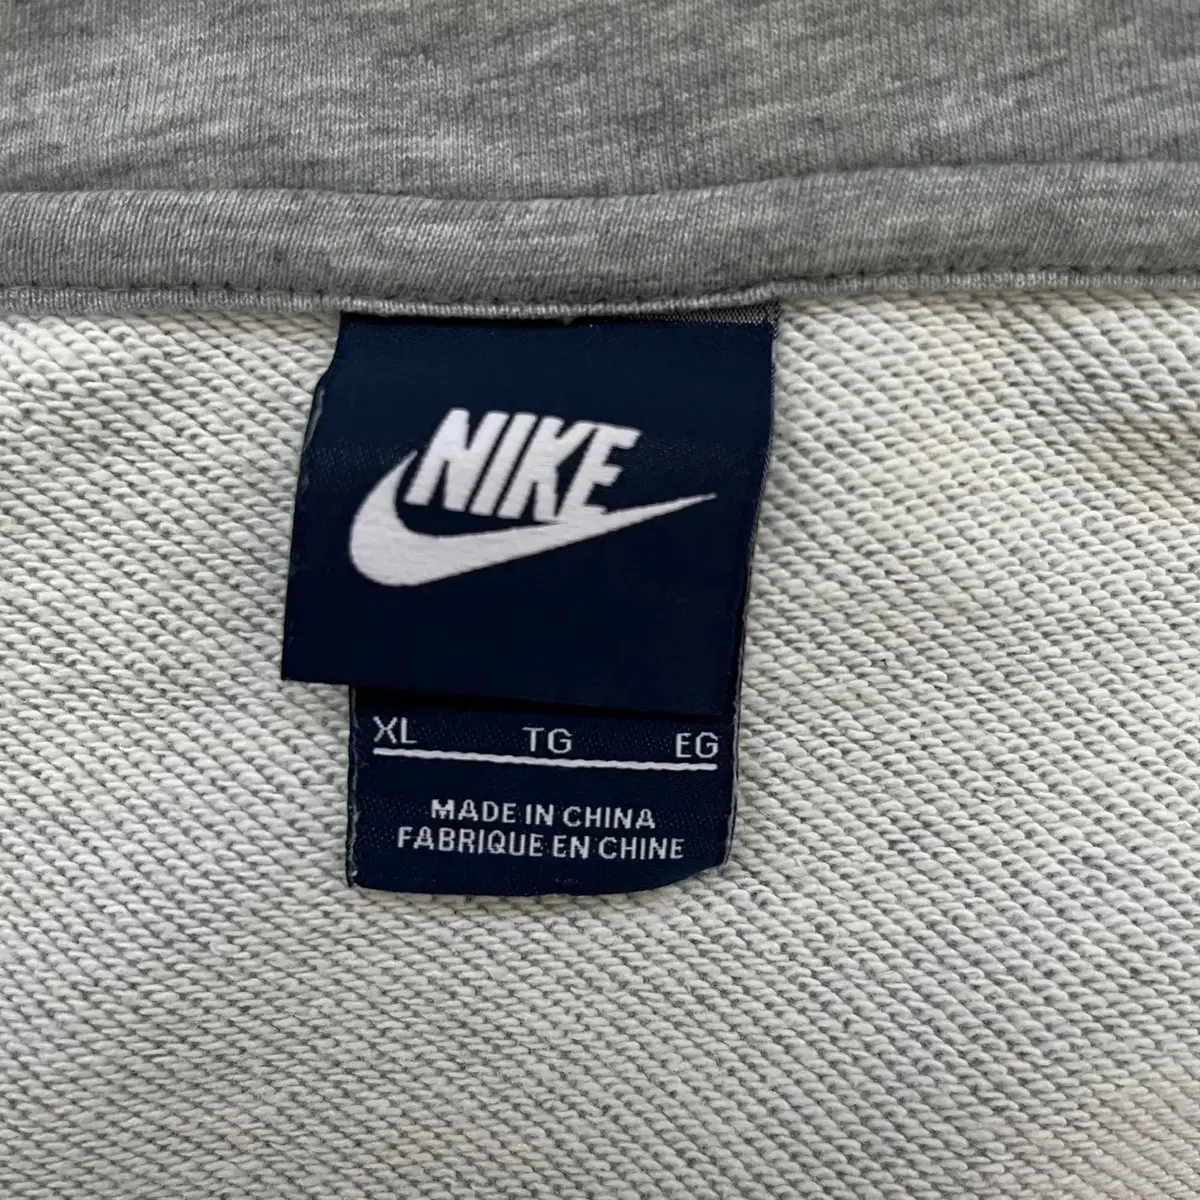 NIKE
XL TG EG
MADE IN CHINA
FABRIQUE EN CHINE